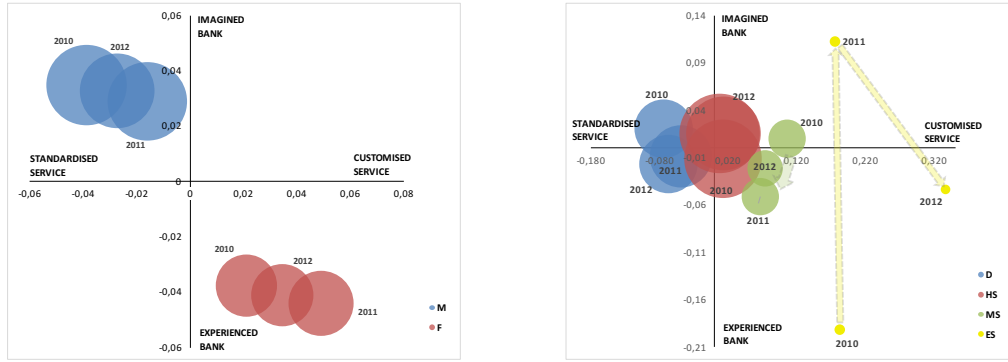 0,06
IMAGINED
BANK
2010
2012
0,04
0,02
2011
STANDARDISED
SERVICE
CUSTOMISED
SERVICE
0
-0,06
-0,04
-0,02
0
0,02
0,04
0,06
0,08
-0,02
2010
2012
-0,04
2011
M
F
EXPERIENCED
BANK
-0,06
0,14
IMAGINED
BANK
2011
0,09
2010
2012
0,04
2010
STANDARDISED
SERVICE
CUSTOMISED
SERVICE
-0,180
-0,080
-0,01
0,020
0,120
0,220
0,320
2011
2012
2012
2010
2012
-0,06
2011
-0,11
D
-0,16
HS
MS
EXPERIENCED
BANK
2010
ES
-0,21